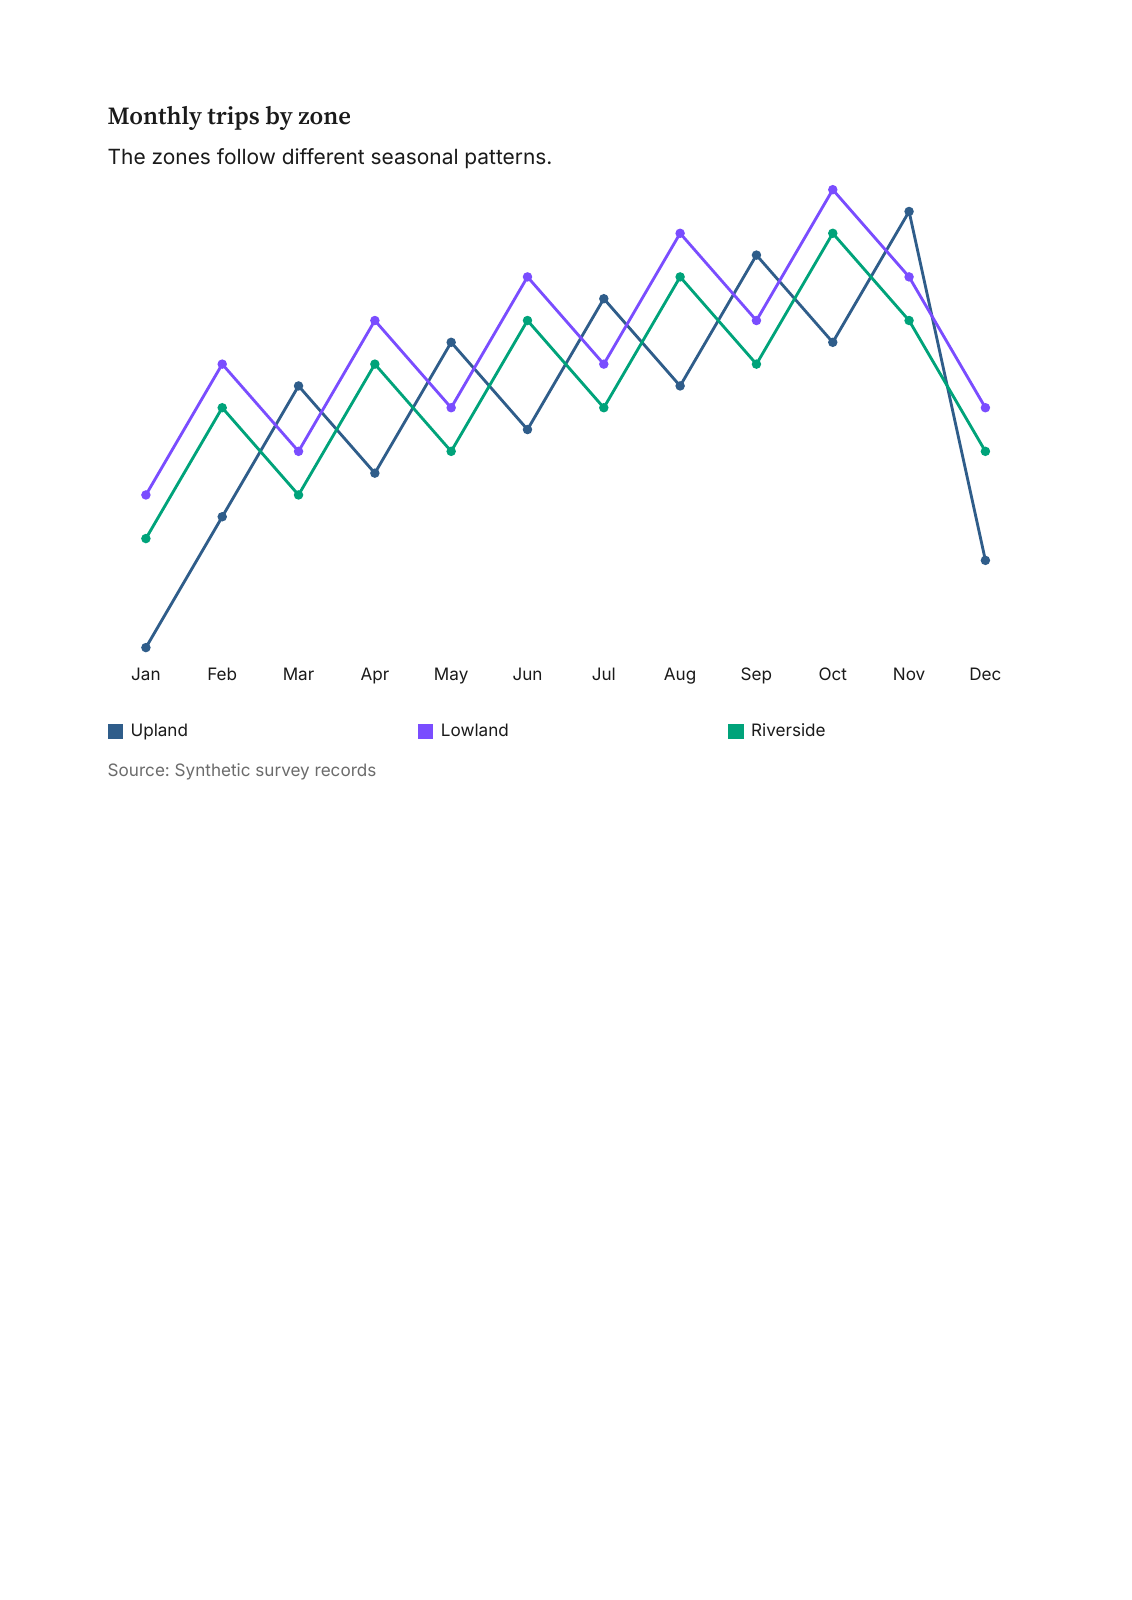 Monthly trips by zone
The zones follow different seasonal patterns.
Jan Feb Mar Apr May Jun Jul Aug Sep Oct Nov Dec
Upland Lowland Riverside
Source: Synthetic survey records